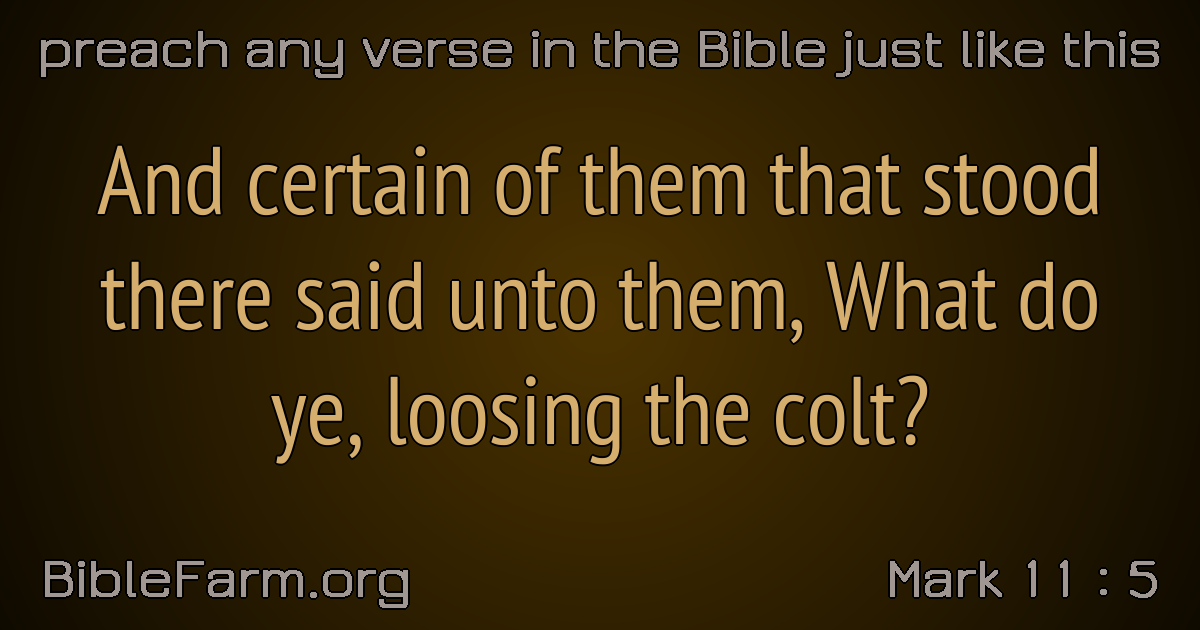 preach any verse in the Bible just like this
And certain of them that stood
there said unto them, What do
ye, loosing the colt?
BibleFarm.org
Mark 11 : 5